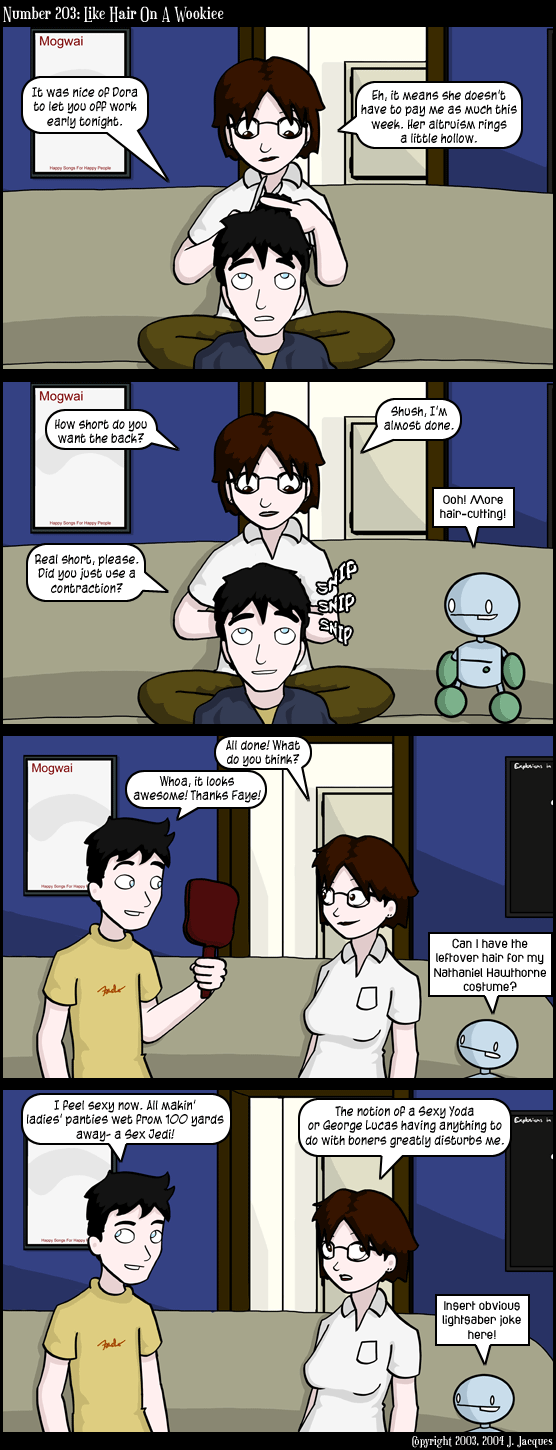 Number 203: Like Hair On A Wookiee
Mogwai
It was nice of Dora
to let you off work
early tonight.
Eh, it means she doesn't
have to pay me as much this
week. Her altruism rings
a little hollow.
Happy Songs For Happy People
Mogwai
How short do you
want the back?
Shush, I'm
almost done.
Ooh! More
hair-cutting!
Happy Songs For Happy People
Real short, please.
Did you just use a
contraction?
SNIP
SNIP
SNIP
All done! What
do you think?
Mogwai
Whoa, it looks
awesome! Thanks Faye!
Explosions in
Happy Songs For H
Can I have the
leftover hair for my
Nathaniel Hawthorne
costume?
I feel sexy now. All makin'
ladies' panties wet from 100 yards
away- a Sex Jedi!
The notion of a Sexy Yoda
or George Lucas having anything to
do with boners greatly disturbs me.
Explosions in
Happy Songs For Happ
Insert obvious
lightsaber joke
here!
Copyright 2003, 2004 J. Jacques